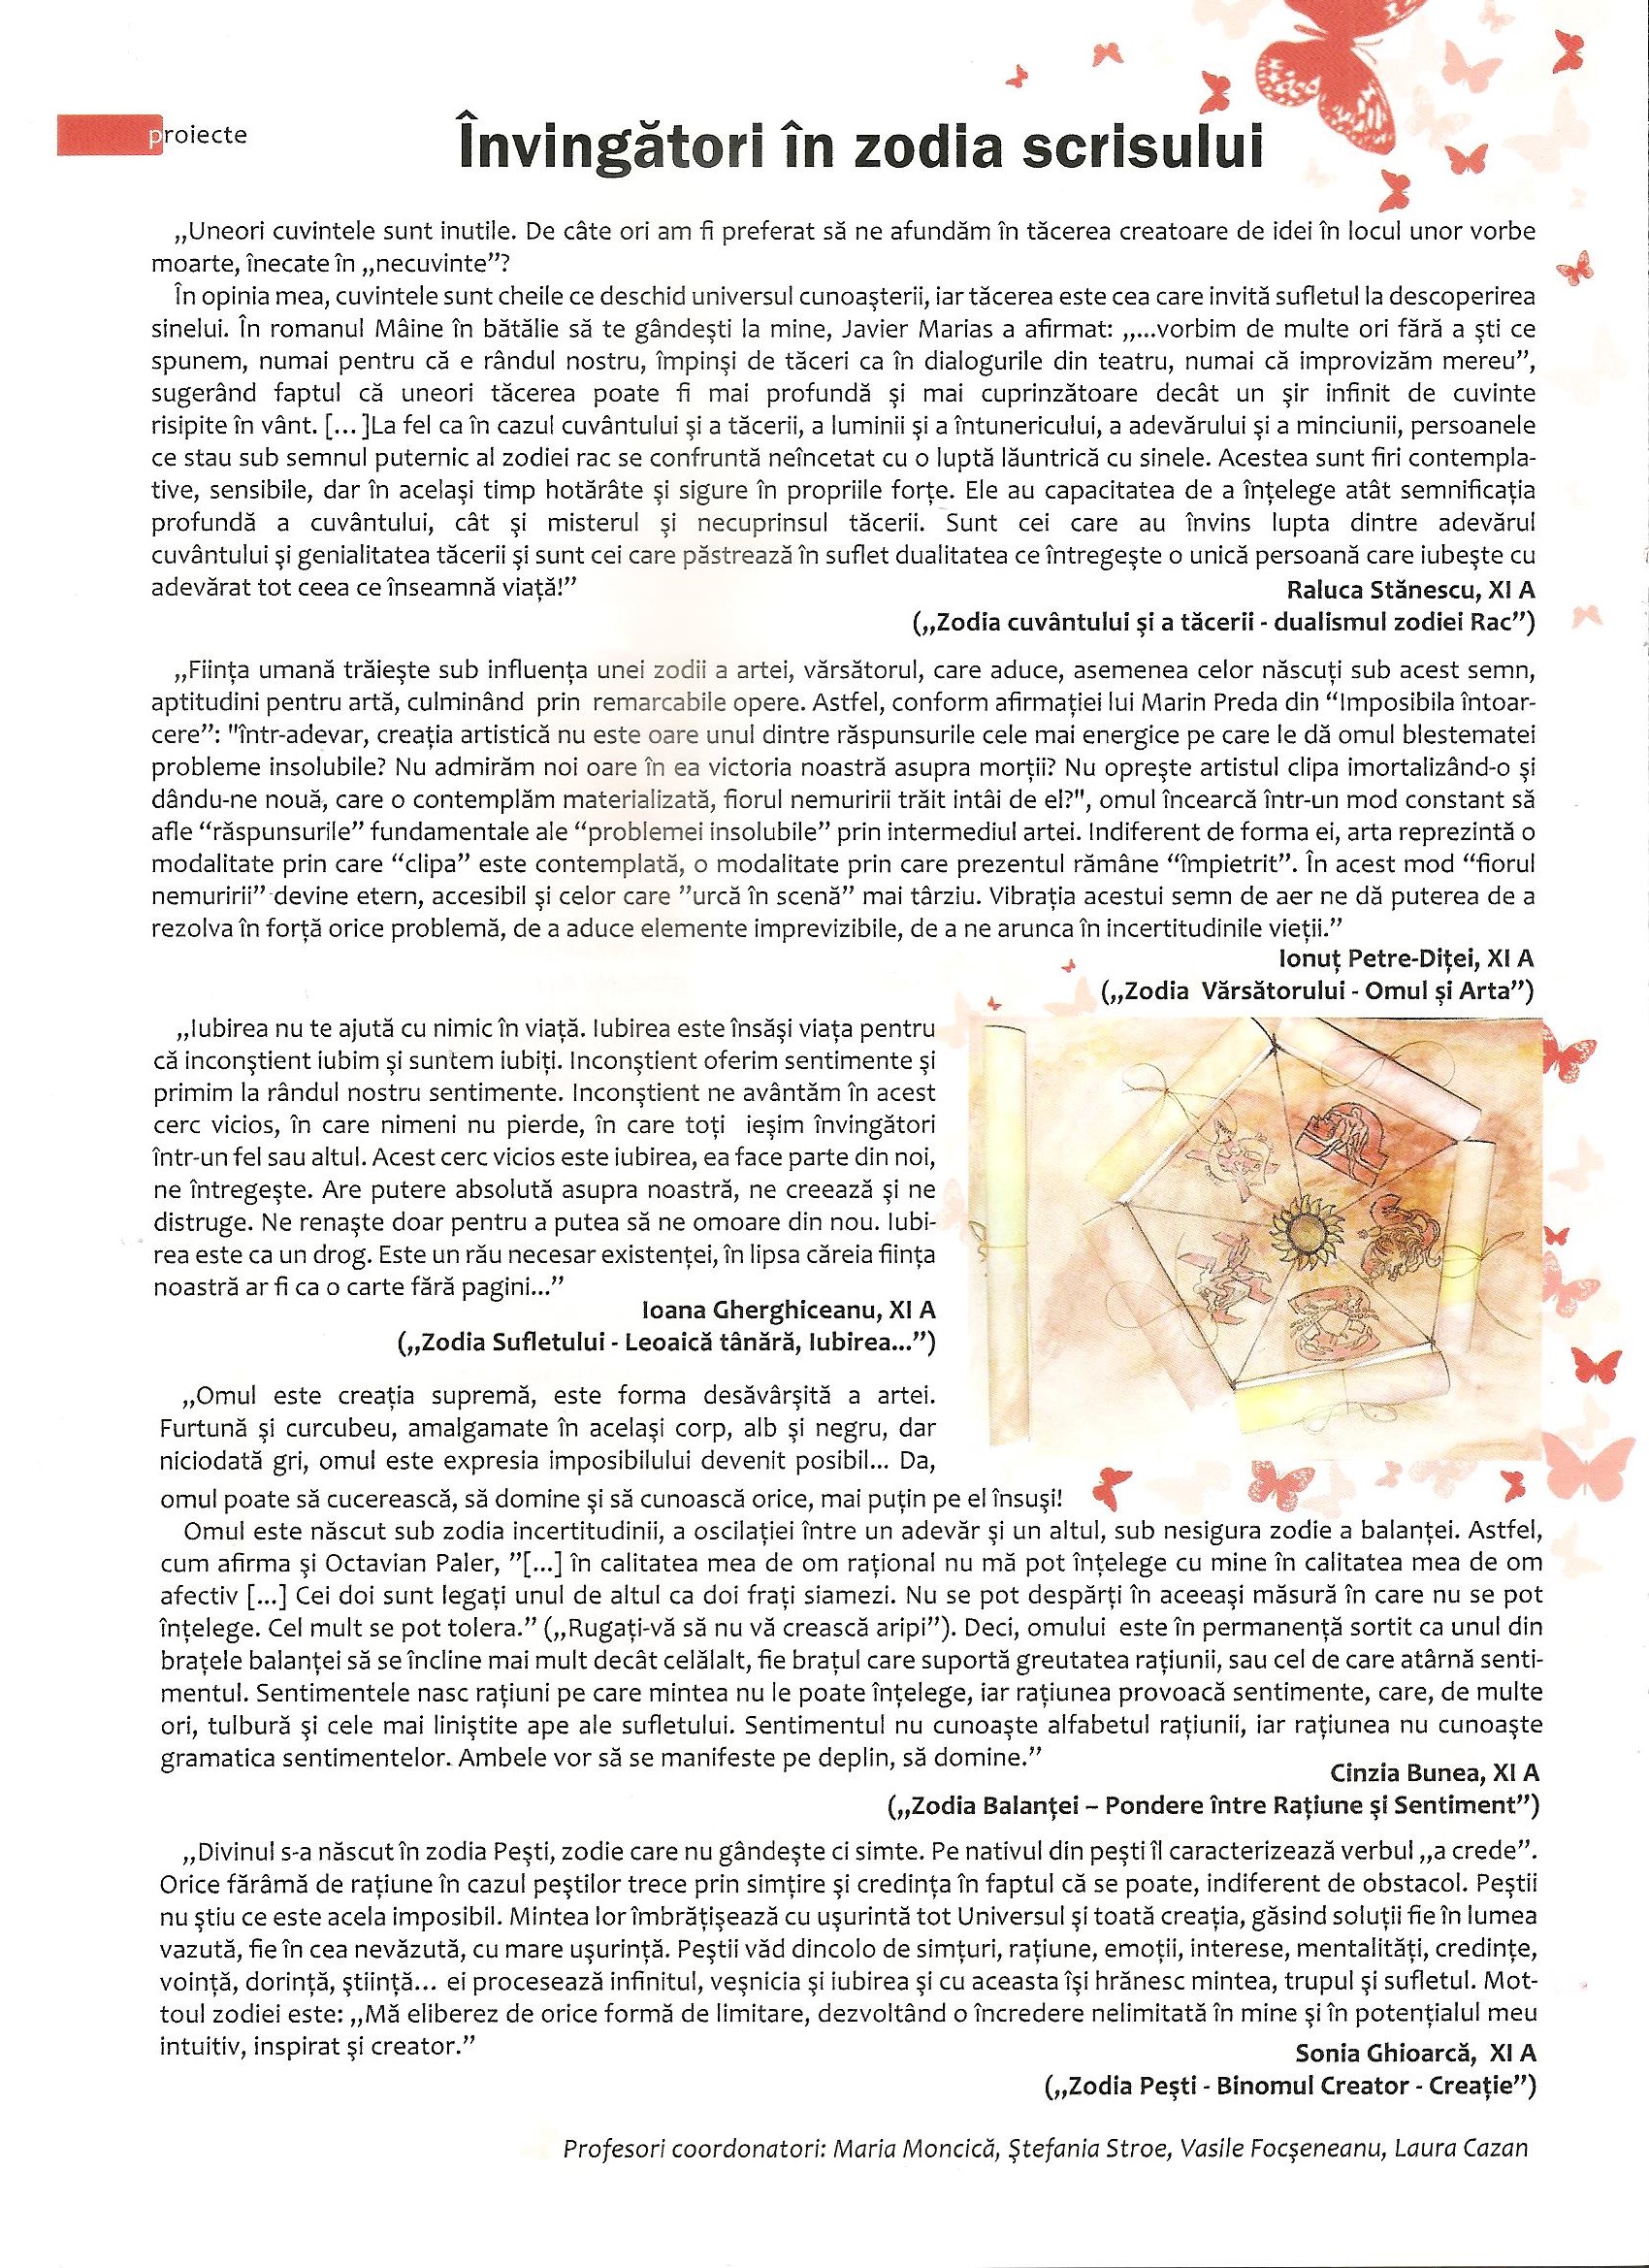 proiecte
Învingători în zodia scrisului
„Uneori cuvintele sunt inutile. De câte ori am fi preferat să ne afundăm în tăcerea creatoare de idei în locul unor vorbe
moarte, înecate în „necuvinte”?
În opinia mea, cuvintele sunt cheile ce deschid universul cunoaşterii, iar tăcerea este cea care invită sufletul la descoperirea
sinelui. În romanul Mâine în bătălie să te gândeşti la mine, Javier Marias a afirmat: „...vorbim de multe ori fără a şti ce
spunem, numai pentru că e rândul nostru, împinşi de tăceri ca în dialogurile din teatru, numai că improvizăm mereu”,
sugerând faptul că uneori tăcerea poate fi mai profundă şi mai cuprinzătoare decât un şir infinit de cuvinte
risipite în vânt. [... ]La fel ca în cazul cuvântului şi a tăcerii, a luminii şi a întunericului, a adevărului şi a minciunii, persoanele
ce stau sub semnul puternic al zodiei rac se confruntă neîncetat cu o luptă lăuntrică cu sinele. Acestea sunt firi contempla-
tive, sensibile, dar în acelaşi timp hotărâte şi sigure în propriile forţe. Ele au capacitatea de a înţelege atât semnificaţia
profundă a cuvântului, cât şi misterul şi necuprinsul tăcerii. Sunt cei care au învins lupta dintre adevărul
cuvântului şi genialitatea tăcerii şi sunt cei care păstrează în suflet dualitatea ce întregeşte o unică persoană care iubeşte cu
adevărat tot ceea ce înseamnă viaţă!”
Raluca Stănescu, XI A
(„Zodia cuvântului şi a tăcerii - dualismul zodiei Rac”)
„Fiinţa umană trăieşte sub influenţa unei zodii a artei, vărsătorul, care aduce, asemenea celor născuţi sub acest semn,
aptitudini pentru artă, culminând prin remarcabile opere. Astfel, conform afirmaţiei lui Marin Preda din “Imposibila întoar-
cere”: "într-adevar, creaţia artistică nu este oare unul dintre răspunsurile cele mai energice pe care le dă omul blestematei
probleme insolubile? Nu admirăm noi oare în ea victoria noastră asupra morţii? Nu opreşte artistul clipa imortalizând-o şi
dându-ne nouă, care o contemplăm materializată, fiorul nemuririi trăit intâi de el?", omul încearcă într-un mod constant să
afle “răspunsurile” fundamentale ale “problemei insolubile” prin intermediul artei. Indiferent de forma ei, arta reprezintă o
modalitate prin care “clipa” este contemplată, o modalitate prin care prezentul rămâne “împietrit”. În acest mod “fiorul
nemuririi” devine etern, accesibil şi celor care ”urcă în scenă” mai târziu. Vibraţia acestui semn de aer ne dă puterea de a
rezolva în forţă orice problemă, de a aduce elemente imprevizibile, de a ne arunca în incertitudinile vieţii.”
Ionuţ Petre-Diţei, XI A
(„Zodia Vărsătorului - Omul şi Arta”)
„Iubirea nu te ajută cu nimic în viaţă. Iubirea este însăşi viaţa pentru
că inconştient iubim şi suntem iubiţi. Inconştient oferim sentimente şi
primim la rândul nostru sentimente. Inconştient ne avântăm în acest
cerc vicios, în care nimeni nu pierde, în care toţi ieşim învingători
într-un fel sau altul. Acest cerc vicios este iubirea, ea face parte din noi,
ne întregeşte. Are putere absolută asupra noastră, ne creează şi ne
distruge. Ne renaşte doar pentru a putea să ne omoare din nou. Iubi-
rea este ca un drog. Este un rău necesar existenţei, în lipsa căreia fiinţa
noastră ar fi ca o carte fără pagini...”
Ioana Gherghiceanu, XI A
(„Zodia Sufletului - Leoaică tânără, Iubirea...”)
„Omul este creaţia supremă, este forma desăvârşită a artei.
Furtună şi curcubeu, amalgamate în acelaşi corp, alb şi negru, dar
niciodată gri, omul este expresia imposibilului devenit posibil... Da,
omul poate să cucerească, să domine şi să cunoască orice, mai puţin pe el însuşi!
Omul este născut sub zodia incertitudinii, a oscilaţiei între un adevăr şi un altul, sub nesigura zodie a balanţei. Astfel,
cum afirma şi Octavian Paler, ”[...] în calitatea mea de om raţional nu mă pot înţelege cu mine în calitatea mea de om
afectiv [...] Cei doi sunt legaţi unul de altul ca doi fraţi siamezi. Nu se pot despărţi în aceeaşi măsură în care nu se pot
înţelege. Cel mult se pot tolera.” („Rugaţi-vă să nu vă crească aripi”). Deci, omului este în permanenţă sortit ca unul din
braţele balanţei să se încline mai mult decât celălalt, fie braţul care suportă greutatea raţiunii, sau cel de care atârnă senti-
mentul. Sentimentele nasc raţiuni pe care mintea nu le poate înţelege, iar raţiunea provoacă sentimente, care, de multe
ori, tulbură şi cele mai liniştite ape ale sufletului. Sentimentul nu cunoaşte alfabetul raţiunii, iar raţiunea nu cunoaşte
gramatica sentimentelor. Ambele vor să se manifeste pe deplin, să domine.”
Cinzia Bunea, XI A
(„Zodia Balanţei – Pondere între Raţiune şi Sentiment”)
„Divinul s-a născut în zodia Peşti, zodie care nu gândeşte ci simte. Pe nativul din peşti îl caracterizează verbul „a crede”.
Orice fărâmă de raţiune în cazul peştilor trece prin simţire şi credinţa în faptul că se poate, indiferent de obstacol. Peştii
nu ştiu ce este acela imposibil. Mintea lor îmbrăţişează cu uşurintă tot Universul şi toată creaţia, găsind soluţii fie în lumea
vazută, fie în cea nevăzută, cu mare uşurinţă. Peştii văd dincolo de simţuri, raţiune, emoţii, interese, mentalităţi, credinţe,
voinţă, dorinţă, ştiinţă... ei procesează infinitul, veşnicia şi iubirea şi cu aceasta îşi hrănesc mintea, trupul şi sufletul. Mot-
toul zodiei este: „Mă eliberez de orice formă de limitare, dezvoltând o încredere nelimitată în mine şi în potenţialul meu
intuitiv, inspirat şi creator.”
Sonia Ghioarcă, XI A
(„Zodia Peşti - Binomul Creator - Creaţie”)
Profesori coordonatori: Maria Moncică, Ştefania Stroe, Vasile Focşeneanu, Laura Cazan